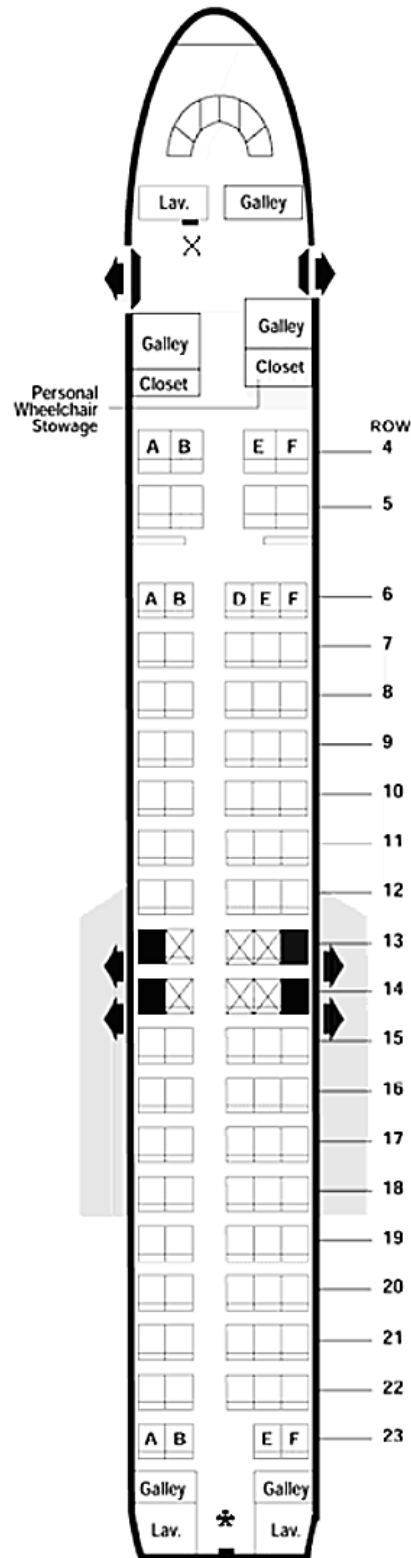 Lav.
Galley
Galley
Galley
Closet
Closet
Personal
Wheelchair
Stowage
ROW
A B E F 4
5
A B D E F 6
7
8
9
10
11
12
13
14
15
16
17
18
19
20
21
22
A B E F 23
Galley
Galley
Lav.
Lav.